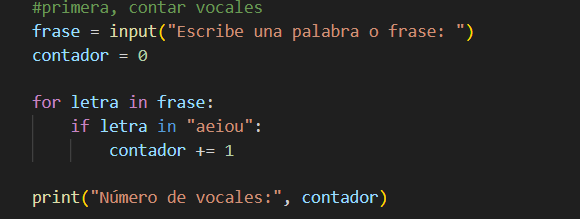 #primera, contar vocales
frase = input("Escribe una palabra o frase: ")
contador = 0
for letra in frase:
if letra in "aeiou":
contador += 1
print("Número de vocales:", contador)